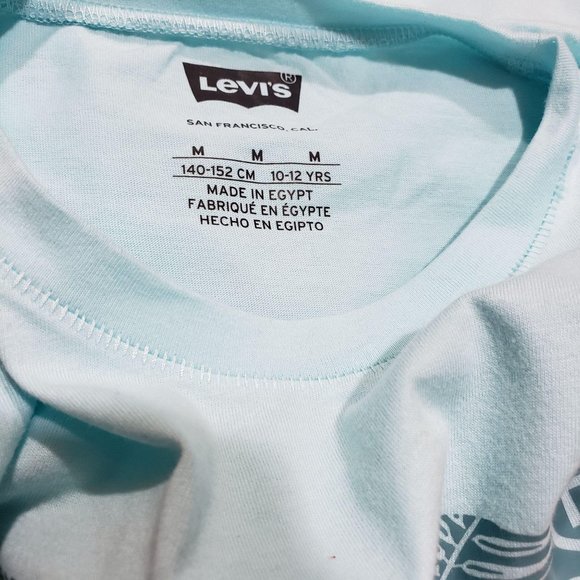 Levi's ®
SAN FRANCISCO, CAL.
M M M
140-152 CM 10-12 YRS
MADE IN EGYPT
FABRIQUÉ EN ÉGYPTE
HECHO EN EGIPTO